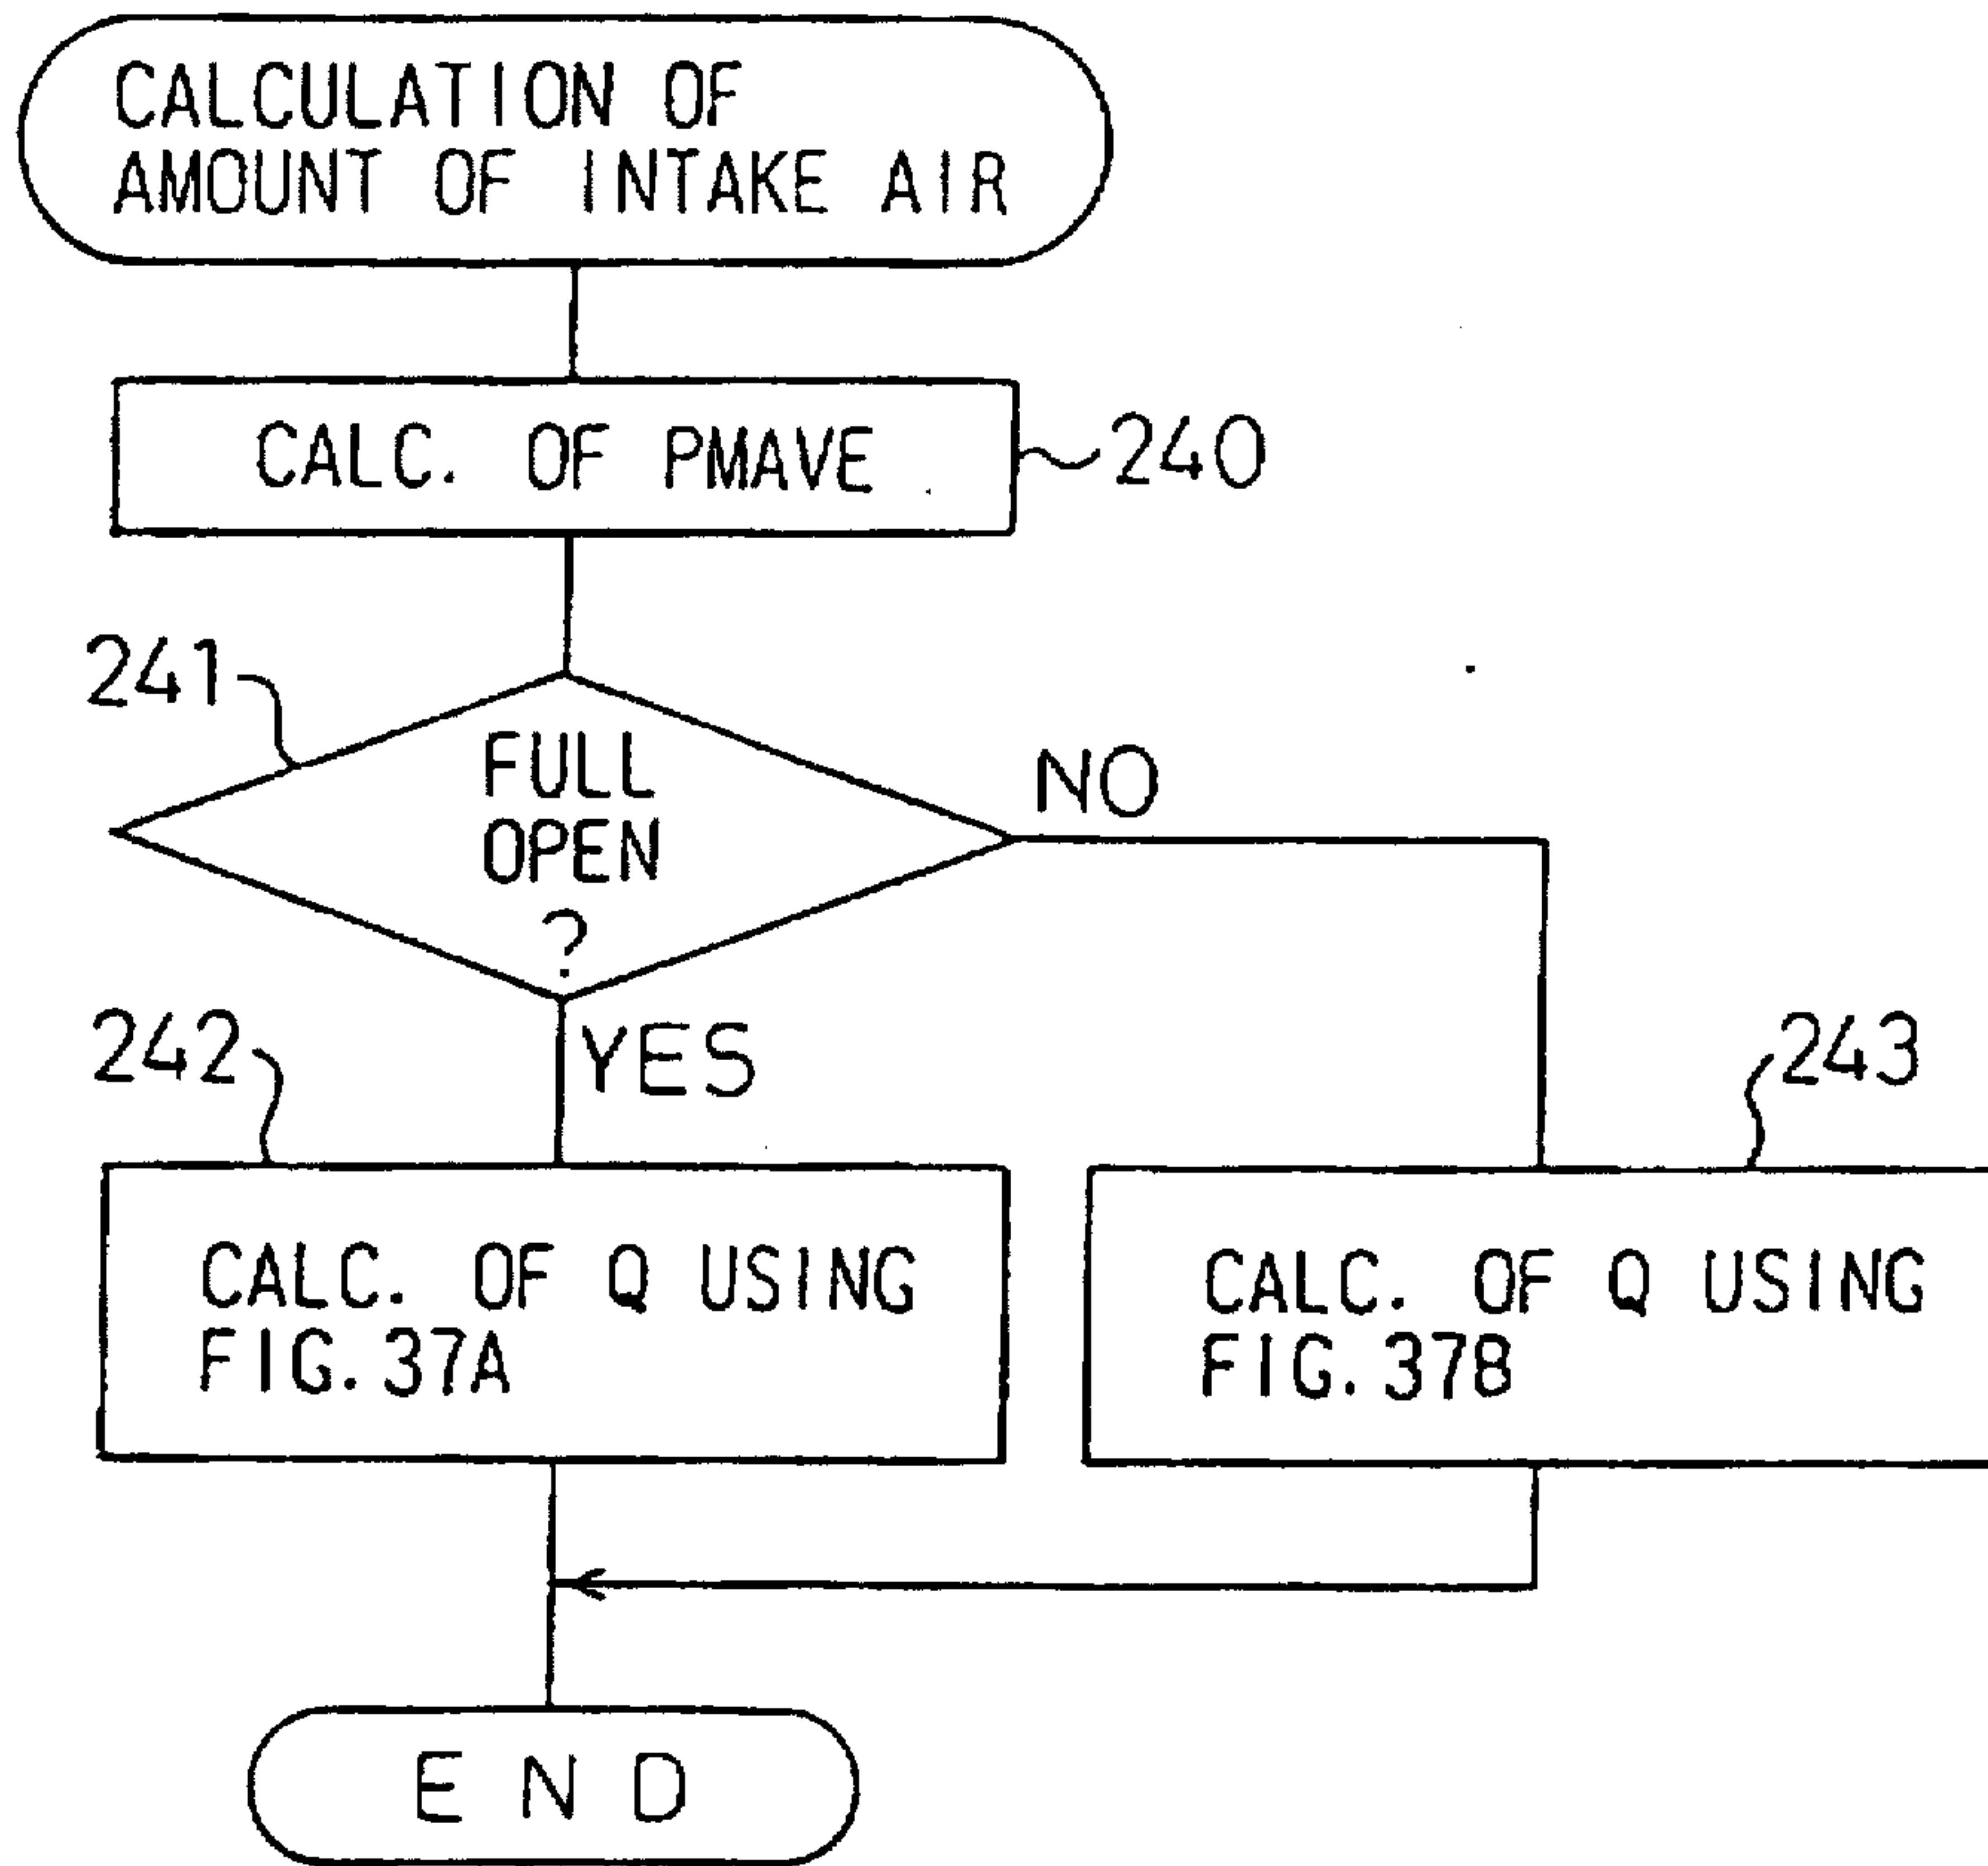 CALCULATION OF
AMOUNT OF INTAKE AIR
CALC. OF PMAVE
240
241
FULL
OPEN
?
NO
YES
242
243
CALC. OF Q USING
FIG. 37A
CALC. OF Q USING
FIG. 37B
END